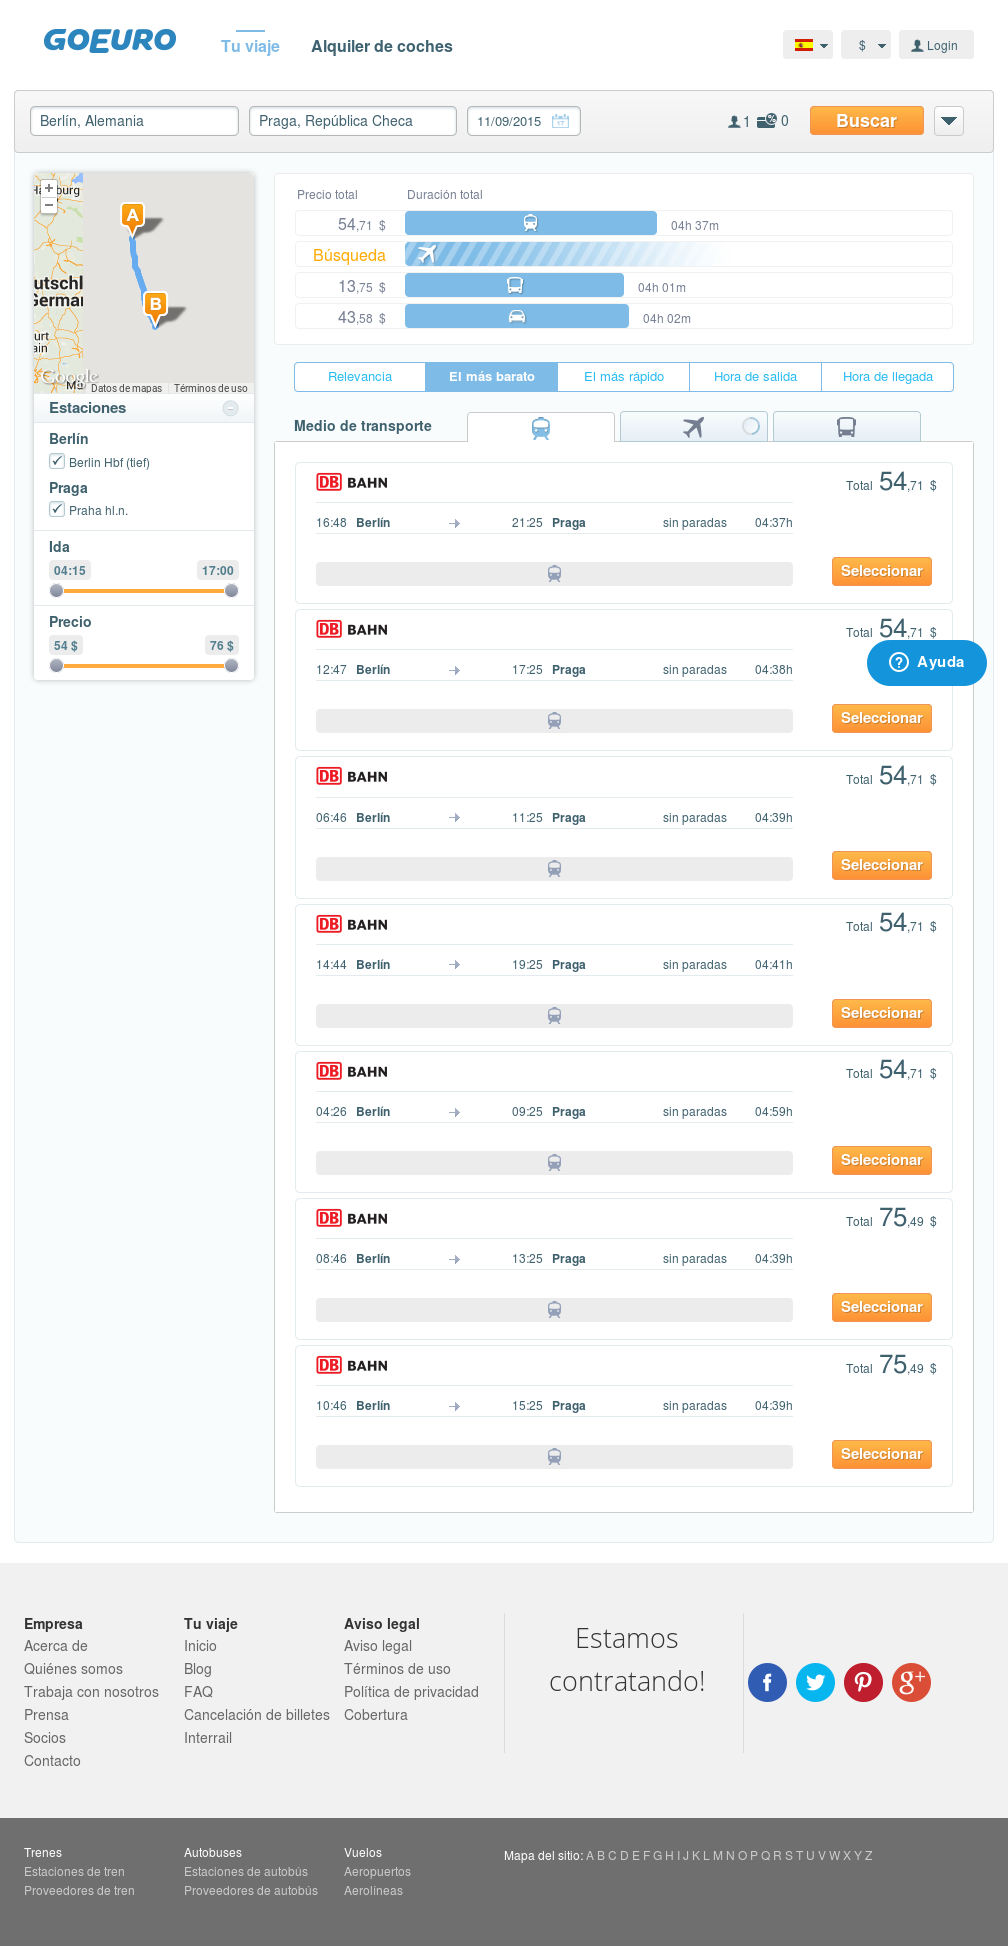 GOEURO
Tu viaje
Alquiler de coches
$
Login
Berlín, Alemania
Praga, República Checa
11/09/2015
1
0
Buscar
A
B
Google
Datos de mapas
Términos de uso
Estaciones
Berlín
Berlin Hbf (tief)
Praga
Praha hl.n.
Ida
04:15 17:00
Precio
54 $ 76 $
Precio total Duración total
54,71 $ 04h 37m
Búsqueda
13,75 $ 04h 01m
43,58 $ 04h 02m
Relevancia El más barato El más rápido Hora de salida Hora de llegada
Medio de transporte
DB BAHN Total 54,71 $
16:48 Berlín 21:25 Praga sin paradas 04:37h
Seleccionar
DB BAHN Total 54,71 $
12:47 Berlín 17:25 Praga sin paradas 04:38h
Ayuda
Seleccionar
DB BAHN Total 54,71 $
06:46 Berlín 11:25 Praga sin paradas 04:39h
Seleccionar
DB BAHN Total 54,71 $
14:44 Berlín 19:25 Praga sin paradas 04:41h
Seleccionar
DB BAHN Total 54,71 $
04:26 Berlín 09:25 Praga sin paradas 04:59h
Seleccionar
DB BAHN Total 75,49 $
08:46 Berlín 13:25 Praga sin paradas 04:39h
Seleccionar
DB BAHN Total 75,49 $
10:46 Berlín 15:25 Praga sin paradas 04:39h
Seleccionar
Empresa
Acerca de
Quiénes somos
Trabaja con nosotros
Prensa
Socios
Contacto
Tu viaje
Inicio
Blog
FAQ
Cancelación de billetes
Interrail
Aviso legal
Aviso legal
Términos de uso
Política de privacidad
Cobertura
Estamos
contratando!
Trenes
Estaciones de tren
Proveedores de tren
Autobuses
Estaciones de autobús
Proveedores de autobús
Vuelos
Aeropuertos
Aerolíneas
Mapa del sitio: A B C D E F G H I J K L M N O P Q R S T U V W X Y Z